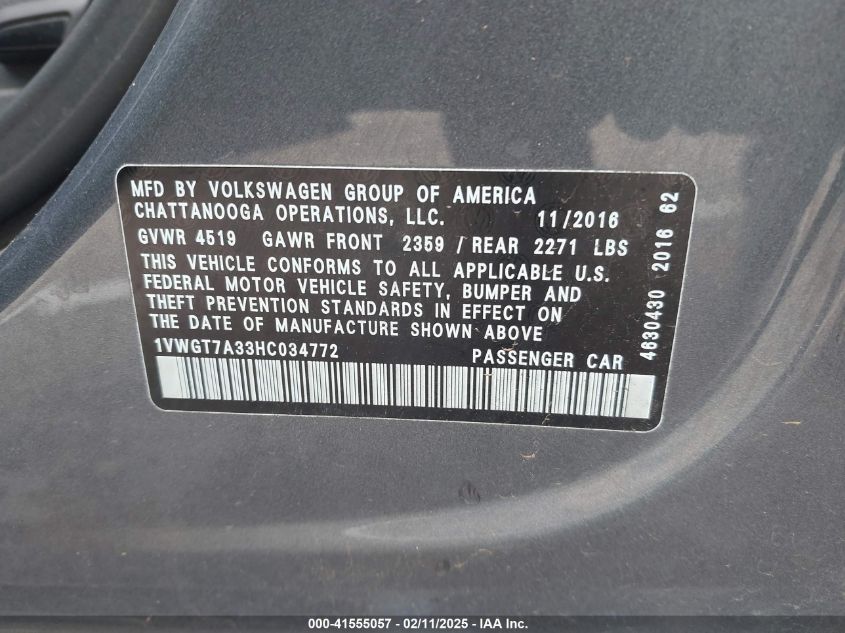 MFD BY VOLKSWAGEN GROUP OF AMERICA
CHATTANOOGA OPERATIONS, LLC. 11/2016
GVWR 4519 GAWR FRONT 2359 / REAR 2271 LBS
THIS VEHICLE CONFORMS TO ALL APPLICABLE U.S.
FEDERAL MOTOR VEHICLE SAFETY, BUMPER AND
THEFT PREVENTION STANDARDS IN EFFECT ON
THE DATE OF MANUFACTURE SHOWN ABOVE
1VWGT7A33HC034772 PASSENGER CAR
4630430 2016 62
000-41555057 - 02/11/2025 - IAA Inc.